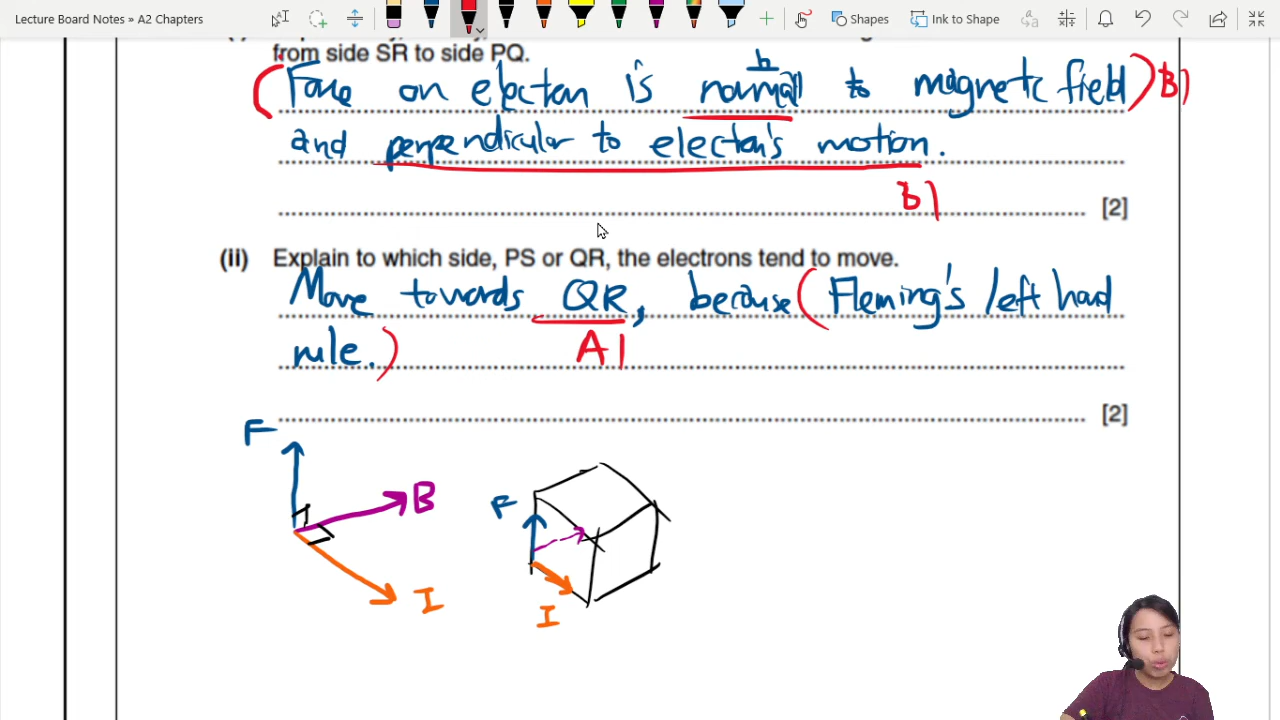 Lecture Board Notes » A2 Chapters
Shapes
Ink to Shape
from side SR to side PQ.
(Force on electon is normal to magnetic field) B1
and perpendicular to electon's motion.
B1
[2]
(ii) Explain to which side, PS or QR, the electrons tend to move.
Move towards QR, because (Fleming's left hand
rule.)
A1
[2]
F
B
I
F
I